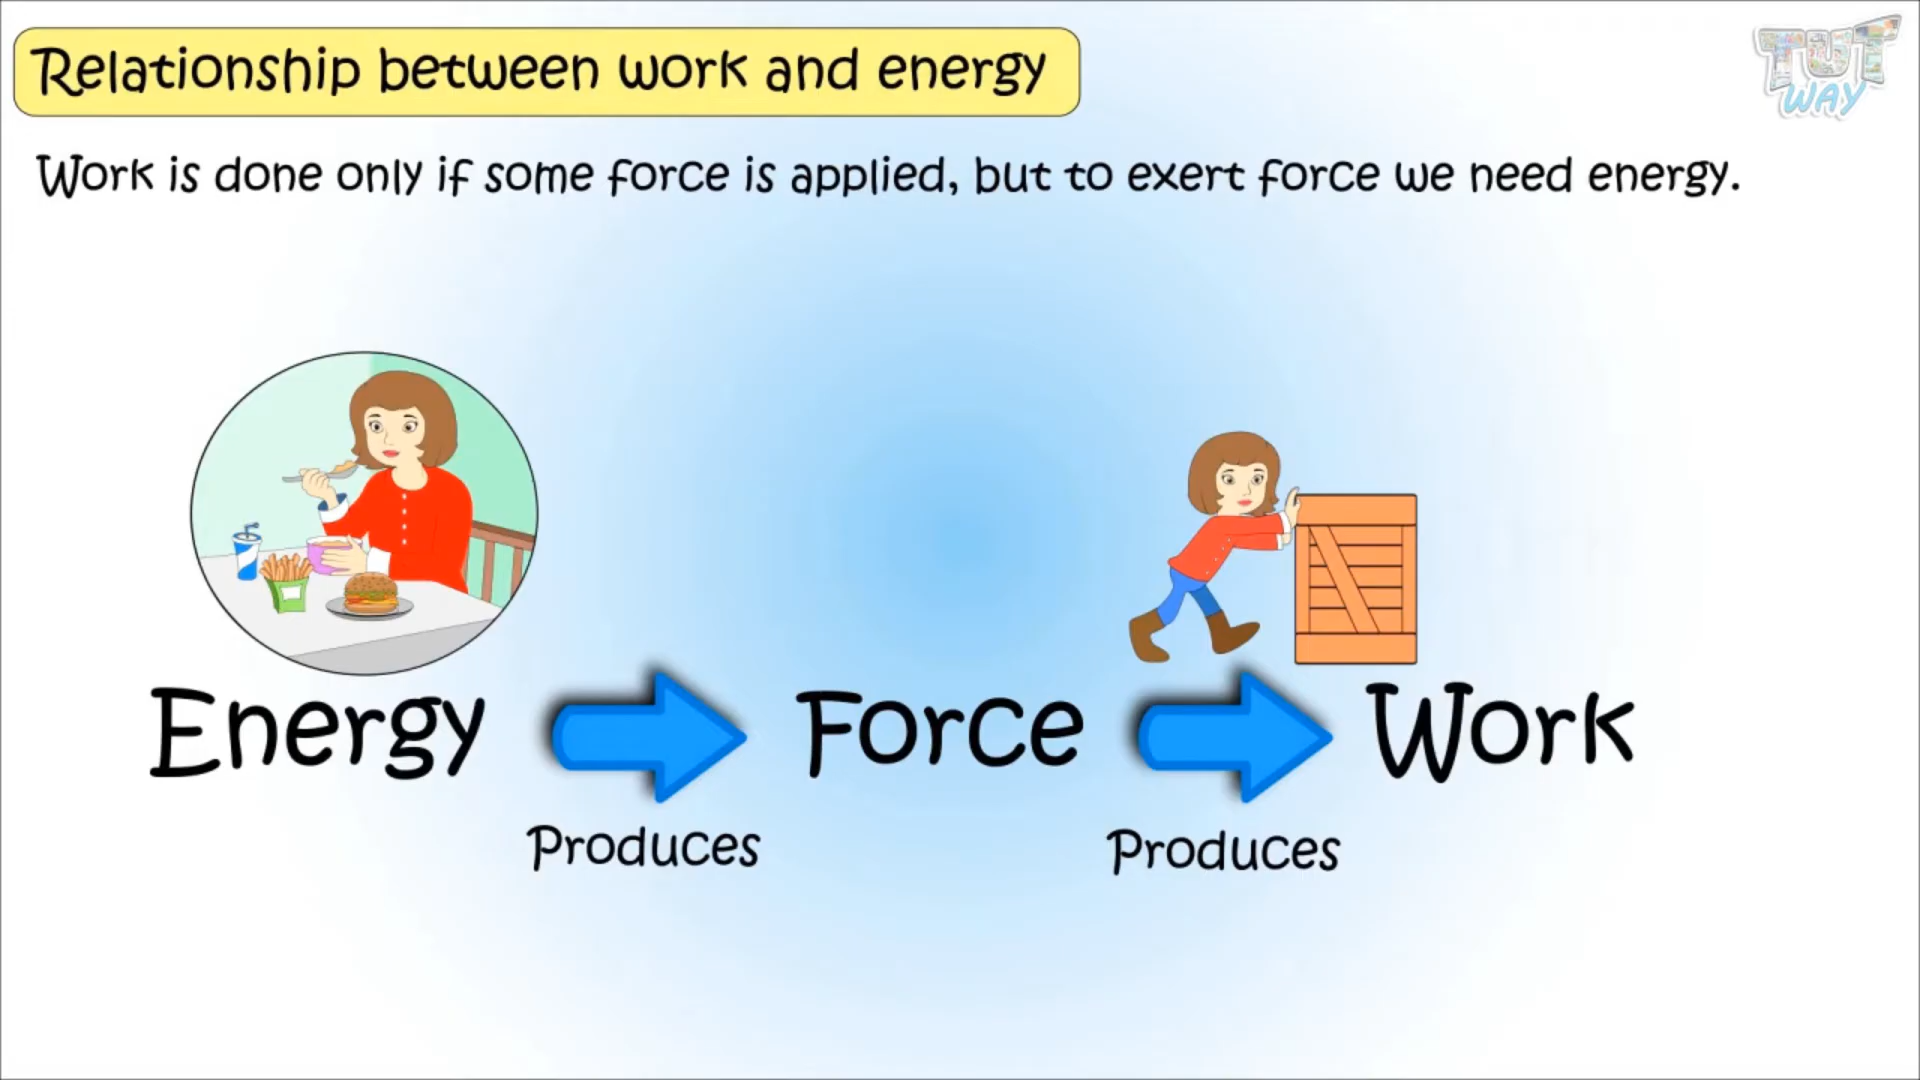 Relationship between work and energy
TUT
WAY
Work is done only if some force is applied, but to exert force we need energy.
Energy
Force
Work
Produces
Produces